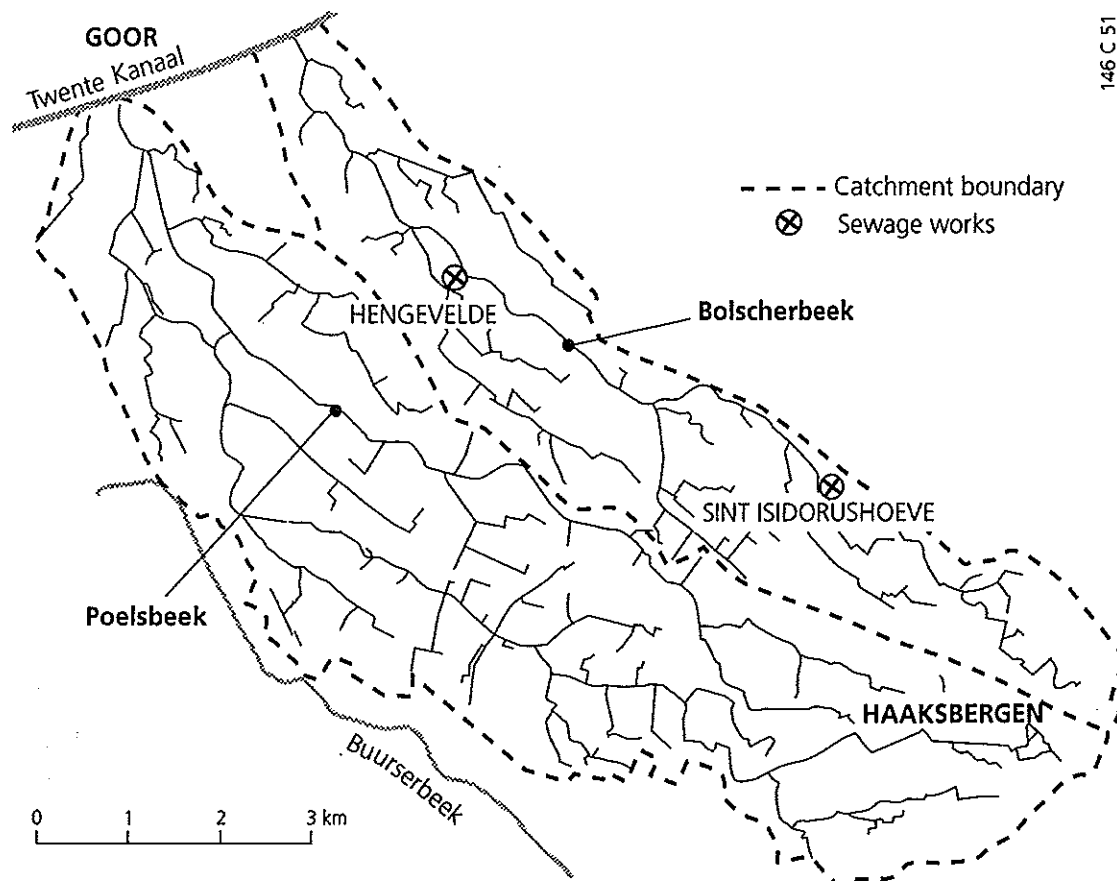 146 C 51
GOOR
Twente Kanaal
Catchment boundary
Sewage works
HENGEVELDE
Bolscherbeek
SINT ISIDORUSHOEVE
Poelsbeek
HAAKSBERGEN
Buurserbeek
0 1 2 3 km